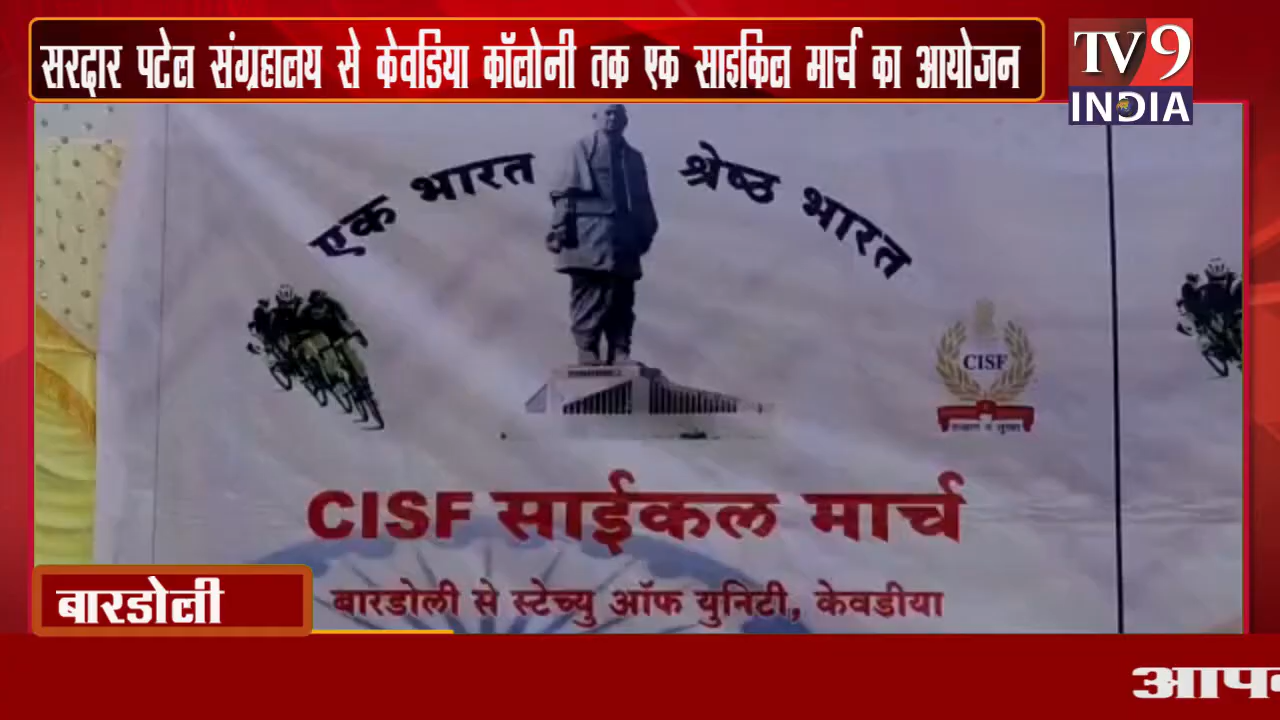 सरदार पटेल संग्रहालय से केवडिया कॉलोनी तक एक साइकिल मार्च का आयोजन
TV9
INDIA
एक भारत श्रेष्ठ भारत
CISF
CISF साईकल मार्च
बारडोली से स्टेच्यु ऑफ युनिटी, केवडीया
बारडोली